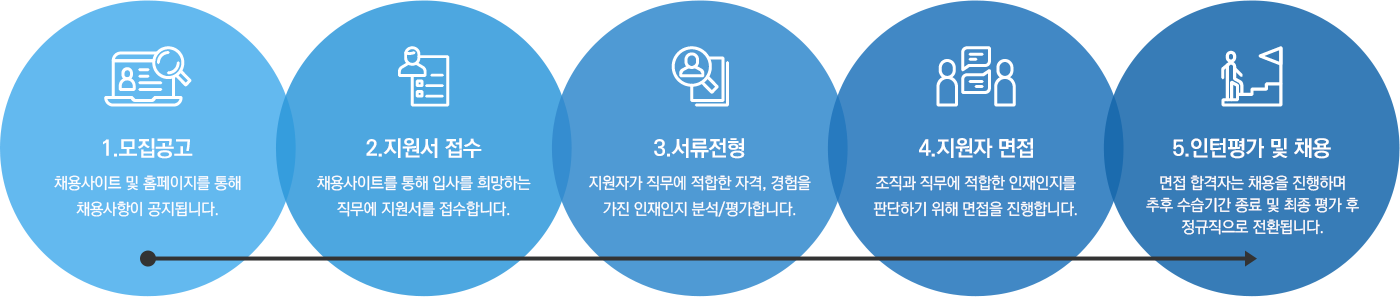 1.모집공고
채용사이트 및 홈페이지를 통해
채용사항이 공지됩니다.
2.지원서 접수
채용사이트를 통해 입사를 희망하는
직무에 지원서를 접수합니다.
3.서류전형
지원자가 직무에 적합한 자격, 경험을
가진 인재인지 분석/평가합니다.
4.지원자 면접
조직과 직무에 적합한 인재인지를
판단하기 위해 면접을 진행합니다.
5.인턴평가 및 채용
면접 합격자는 채용을 진행하며
추후 수습기간 종료 및 최종 평가 후
정규직으로 전환됩니다.